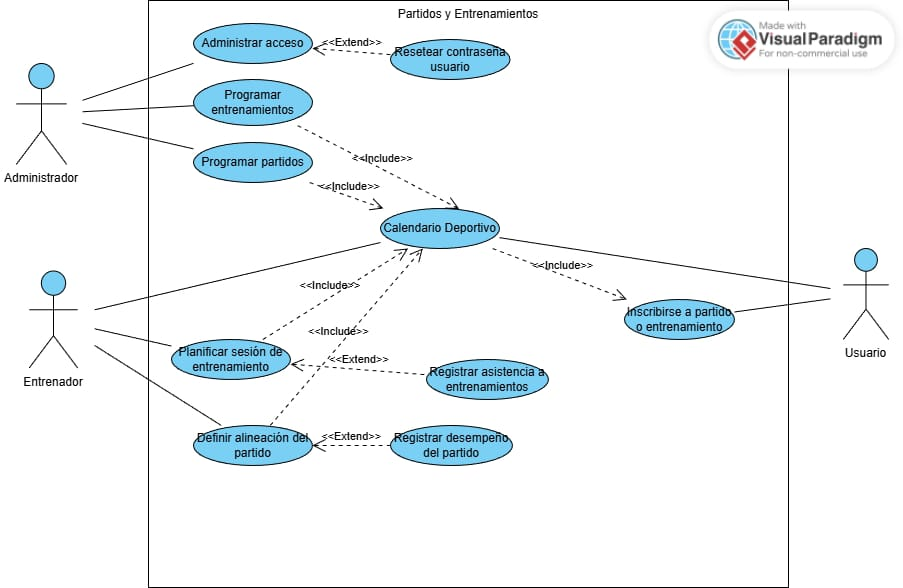 Partidos y Entrenamientos
Made with
VisualParadigm
For non-commercial use
Administrar acceso
<<Extend>>
Resetear contraseña
usuario
Programar
entrenamientos
Administrador
Programar partidos
<<Include>>
<<Include>>
Calendario Deportivo
<<Include>>
<<Include>>
Inscribirse a partido
o entrenamiento
Usuario
<<Include>>
Planificar sesión de
entrenamiento
<<Extend>>
Registrar asistencia a
entrenamientos
Entrenador
Definir alineación del
partido
<<Extend>>
Registrar desempeño
del partido